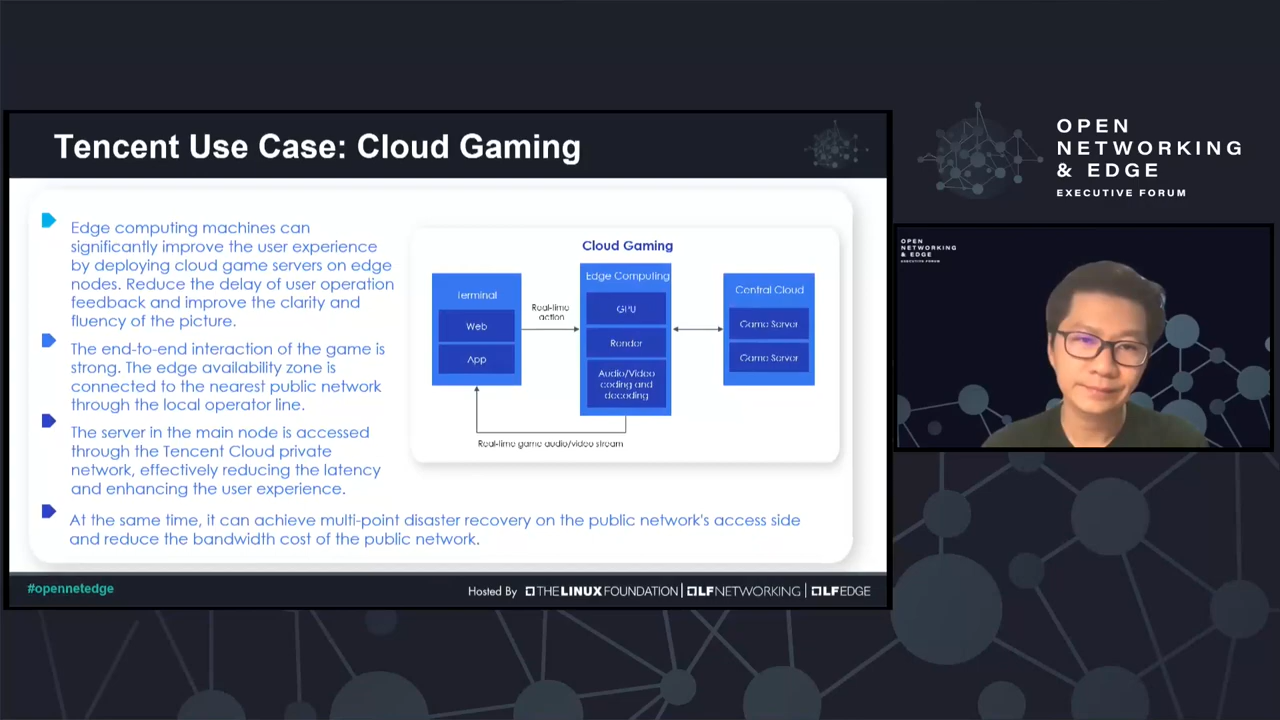 Tencent Use Case: Cloud Gaming
Edge computing machines can
significantly improve the user experience
by deploying cloud game servers on edge
nodes. Reduce the delay of user operation
feedback and improve the clarity and
fluency of the picture.
The end-to-end interaction of the game is
strong. The edge availability zone is
connected to the nearest public network
through the local operator line.
The server in the main node is accessed
through the Tencent Cloud private
network, effectively reducing the latency
and enhancing the user experience.
At the same time, it can achieve multi-point disaster recovery on the public network's access side
and reduce the bandwidth cost of the public network.
Cloud Gaming
Terminal
Web
App
Real-time
action
Edge Computing
GPU
Render
Audio/Video
coding and
decoding
Central Cloud
Game Server
Game Server
Real-time game audio/video stream
#opennetedge
Hosted By THE LINUX FOUNDATION | LFNETWORKING | LFEDGE
OPEN
NETWORKING
& EDGE
EXECUTIVE FORUM
OPEN
NETWORKING
& EDGE
EXECUTIVE FORUM